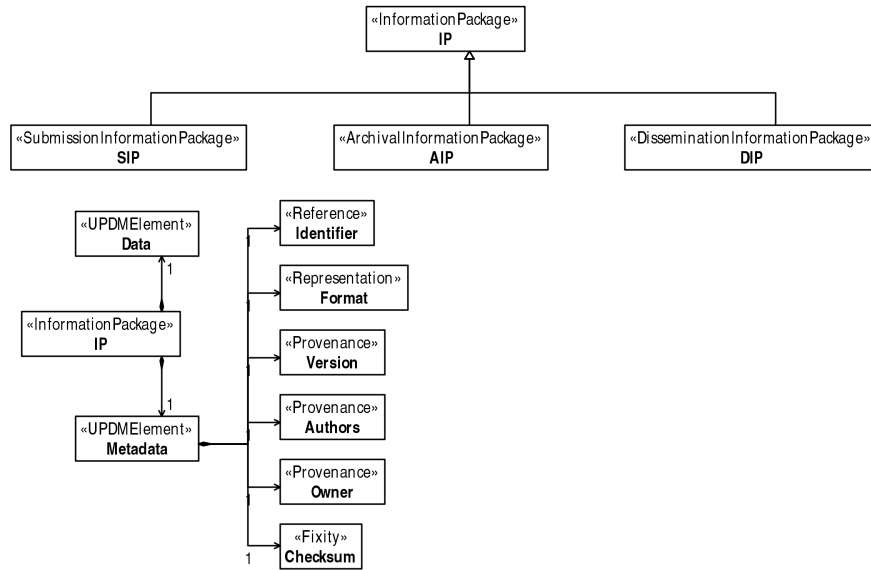 «InformationPackage»
IP
«SubmissionInformationPackage»
SIP
«ArchivalInformationPackage»
AIP
«DisseminationInformationPackage»
DIP
«UPDMElement»
Data
1
«InformationPackage»
IP
1
«UPDMElement»
Metadata
«Reference»
Identifier
1
«Representation»
Format
1
«Provenance»
Version
1
«Provenance»
Authors
1
«Provenance»
Owner
1
«Fixity»
Checksum
1